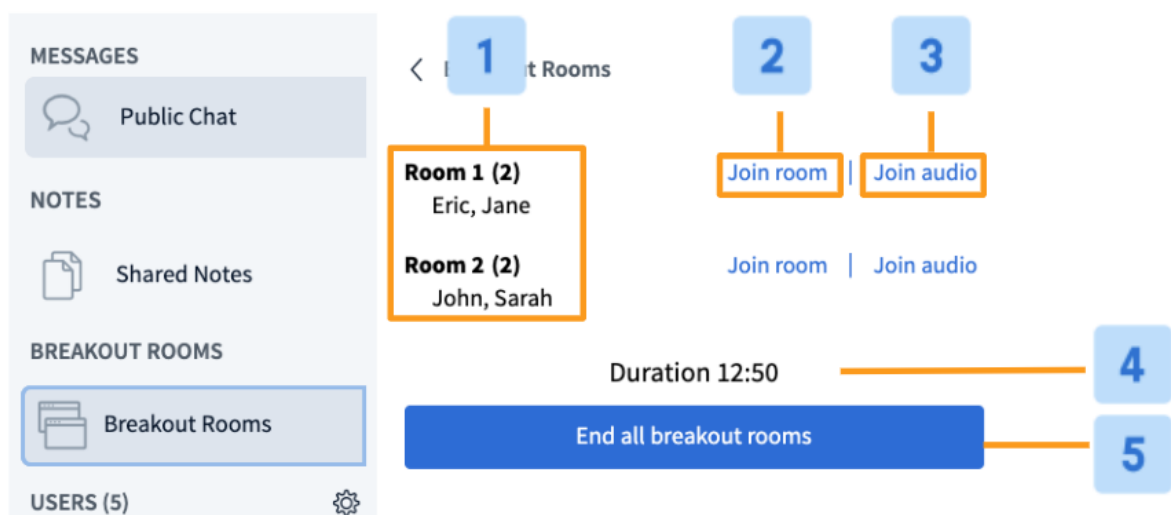 MESSAGES
Public Chat
NOTES
Shared Notes
BREAKOUT ROOMS
Breakout Rooms
USERS (5)
1
2
3
Rooms
Room 1 (2)
Join room | Join audio
Eric, Jane
Room 2 (2)
Join room | Join audio
John, Sarah
Duration 12:50
4
End all breakout rooms
5